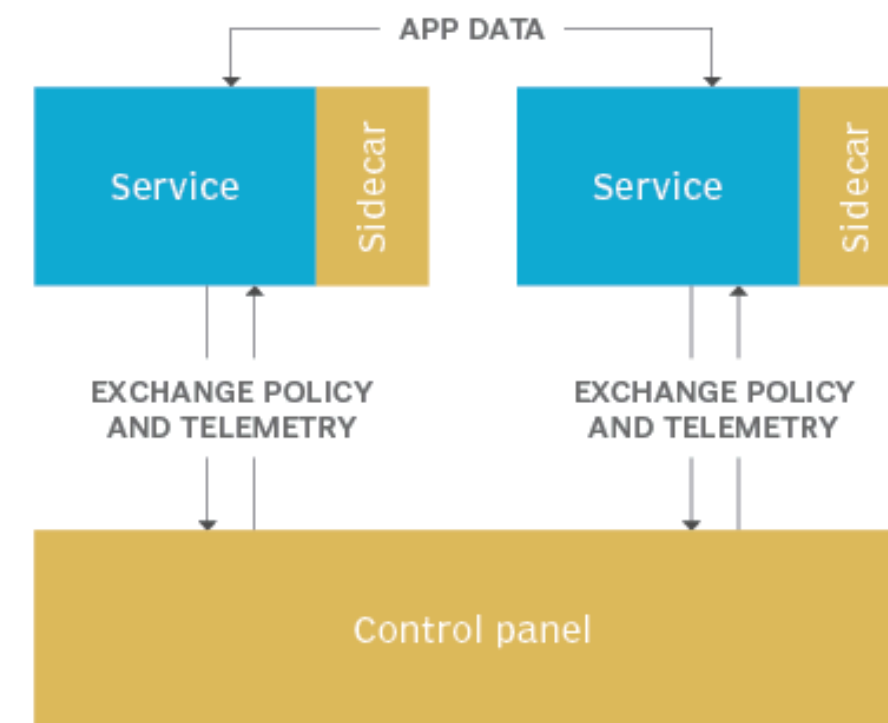 APP DATA
Service
Sidecar
Service
Sidecar
EXCHANGE POLICY
AND TELEMETRY
EXCHANGE POLICY
AND TELEMETRY
Control panel